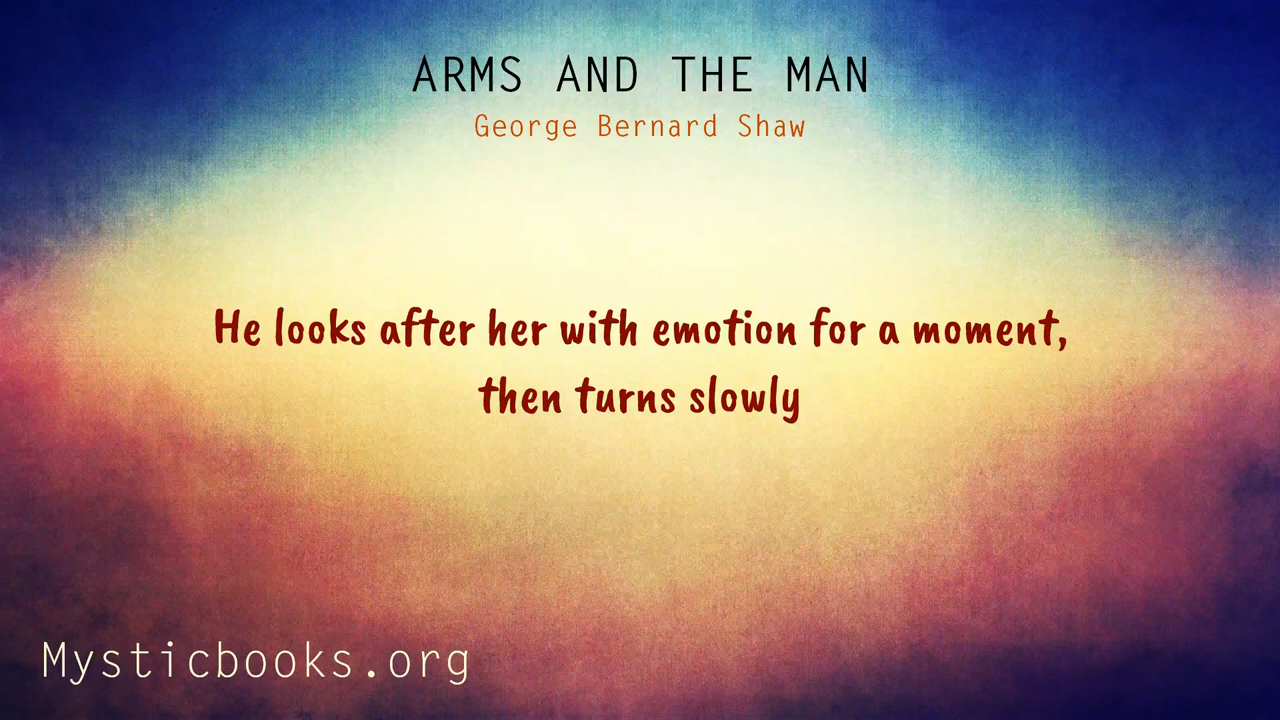 ARMS AND THE MAN
George Bernard Shaw
He looks after her with emotion for a moment,
then turns slowly
Mysticbooks.org